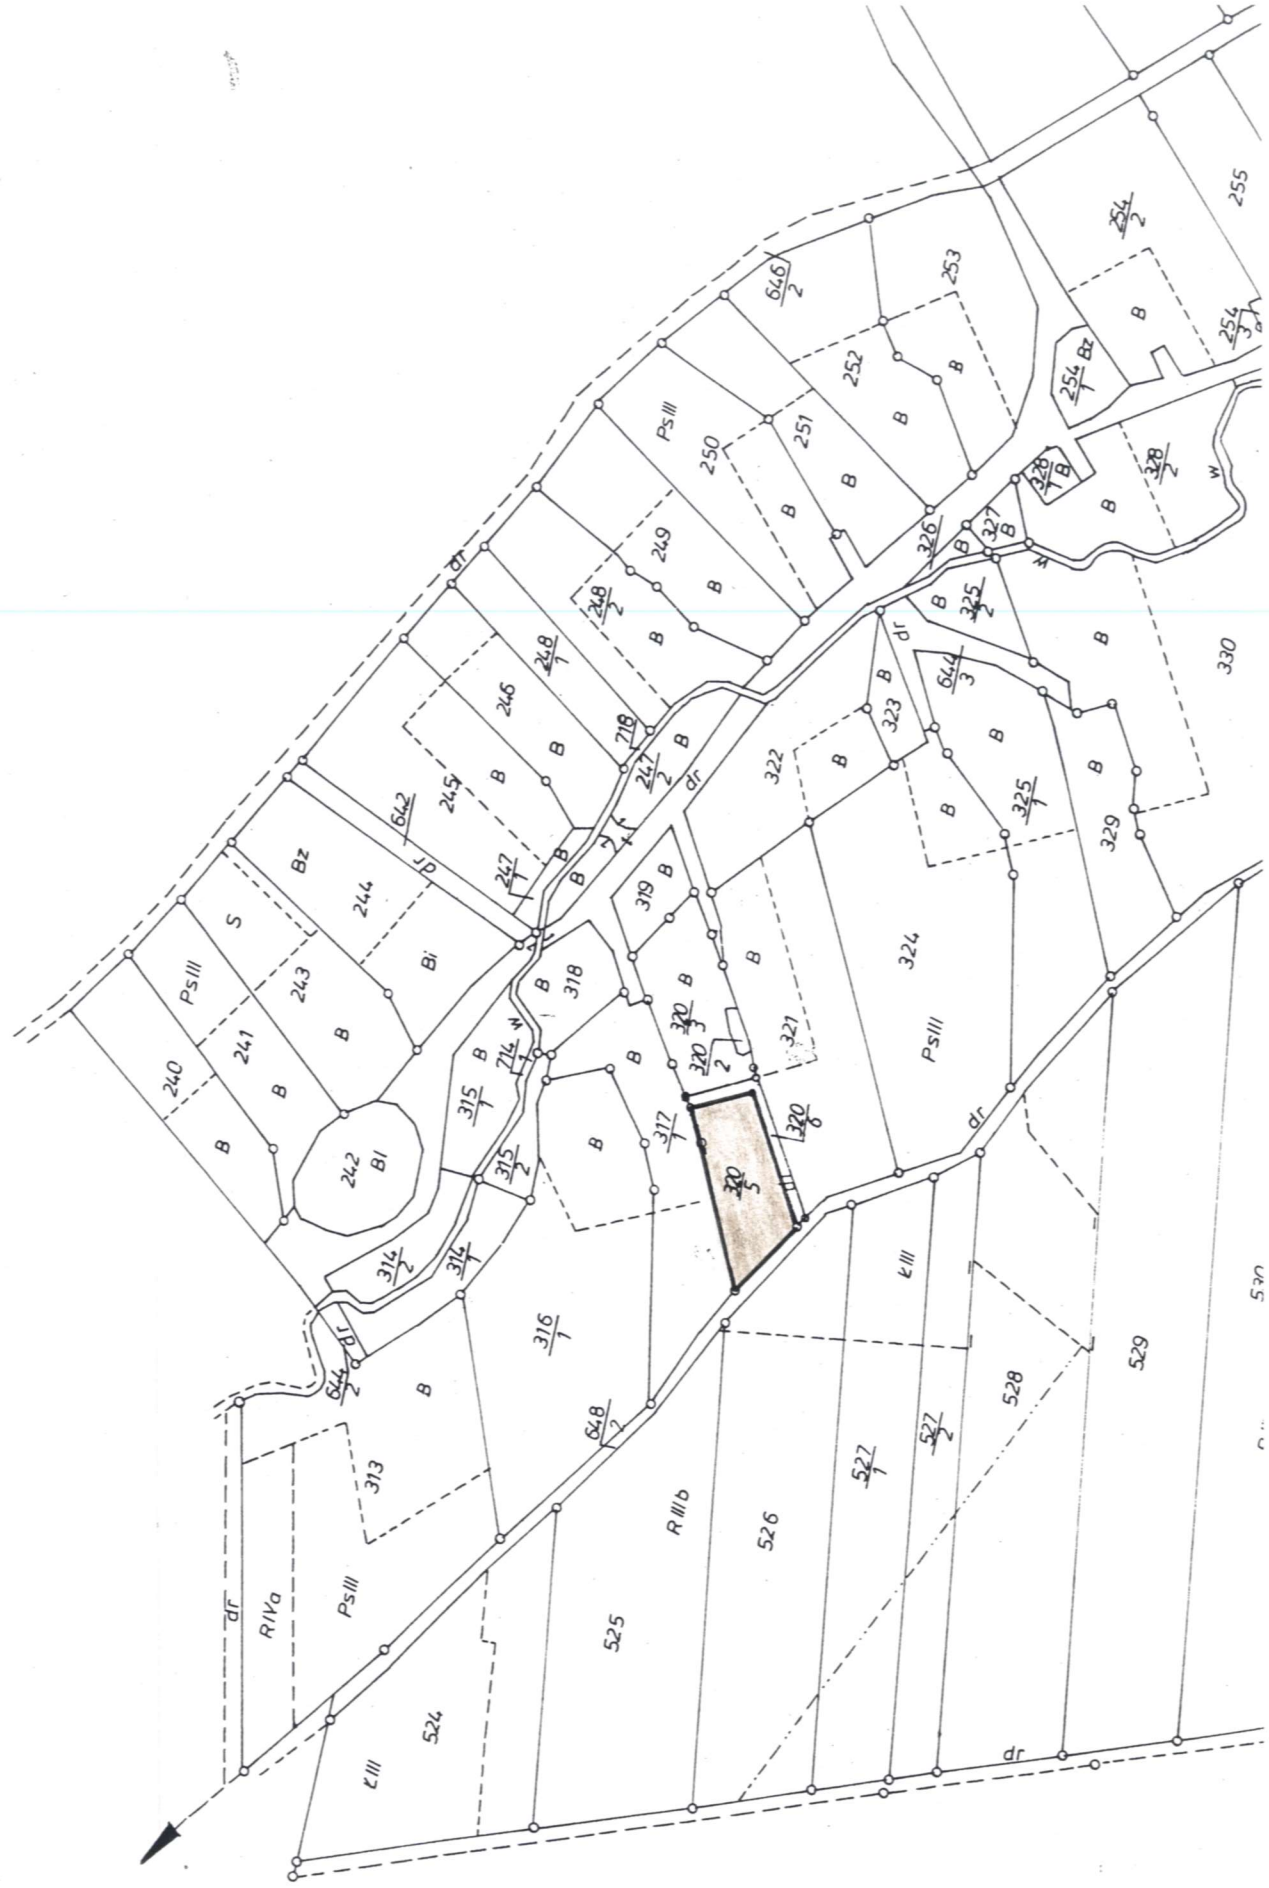 255
254/2
253
646/2
B
254/3
252
B
254/1 Bz
Ps III
250
251
B
B
B
328/1 B
328/2
w
B
dr
249
B
248/2
B
326
B
327
B
w
325/2
B
B
330
248/1
246
B
718
247/2
B
dr
dr
B
323
644/3
322
B
B
B
325/1
B
329
642
245
B
dr
247/1
B
B
319
B
Bz
244
Bi
S
243
B
Ps III
241
B
240
B
242
Bl
B
318
w
714/1
B
315/1
315/2
B
320/3
320/2
B
B
321
324
Ps III
dr
B
317/1
320/5
320/6
314/2
314/1
316/1
644/2
dr
B
313
648/2
dr
R IVa
Ps III
Ł III
524
525
R IIIb
526
527/1
527/2
Ł III
528
529
530
dr